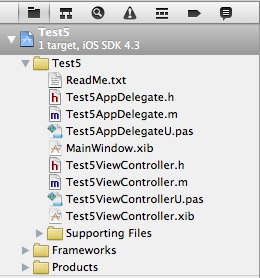 Test5
1 target, iOS SDK 4.3
Test5
ReadMe.txt
Test5AppDelegate.h
Test5AppDelegate.m
Test5AppDelegateU.pas
MainWindow.xib
Test5ViewController.h
Test5ViewController.m
Test5ViewControllerU.pas
Test5ViewController.xib
Supporting Files
Frameworks
Products